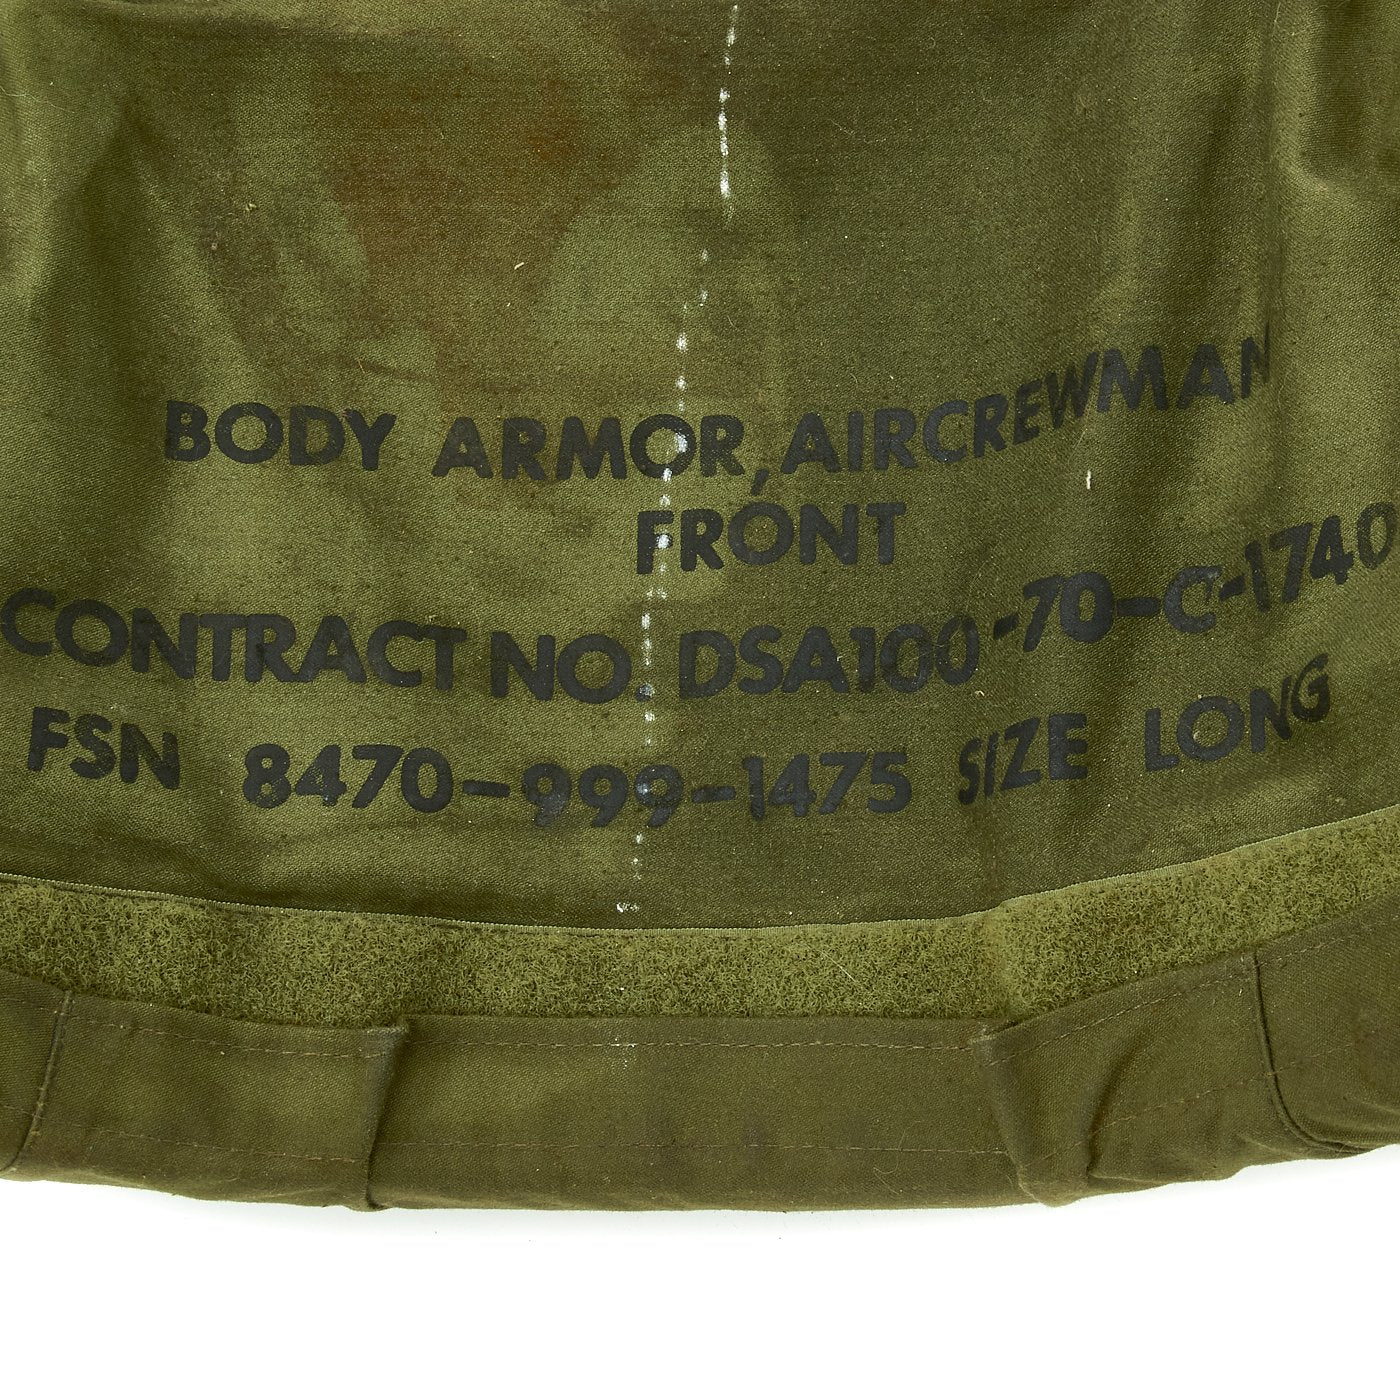 BODY ARMOR, AIRCREWMAN
FRONT
CONTRACT NO. DSA100-70-C-1740
FSN 8470-999-1475 SIZE LONG